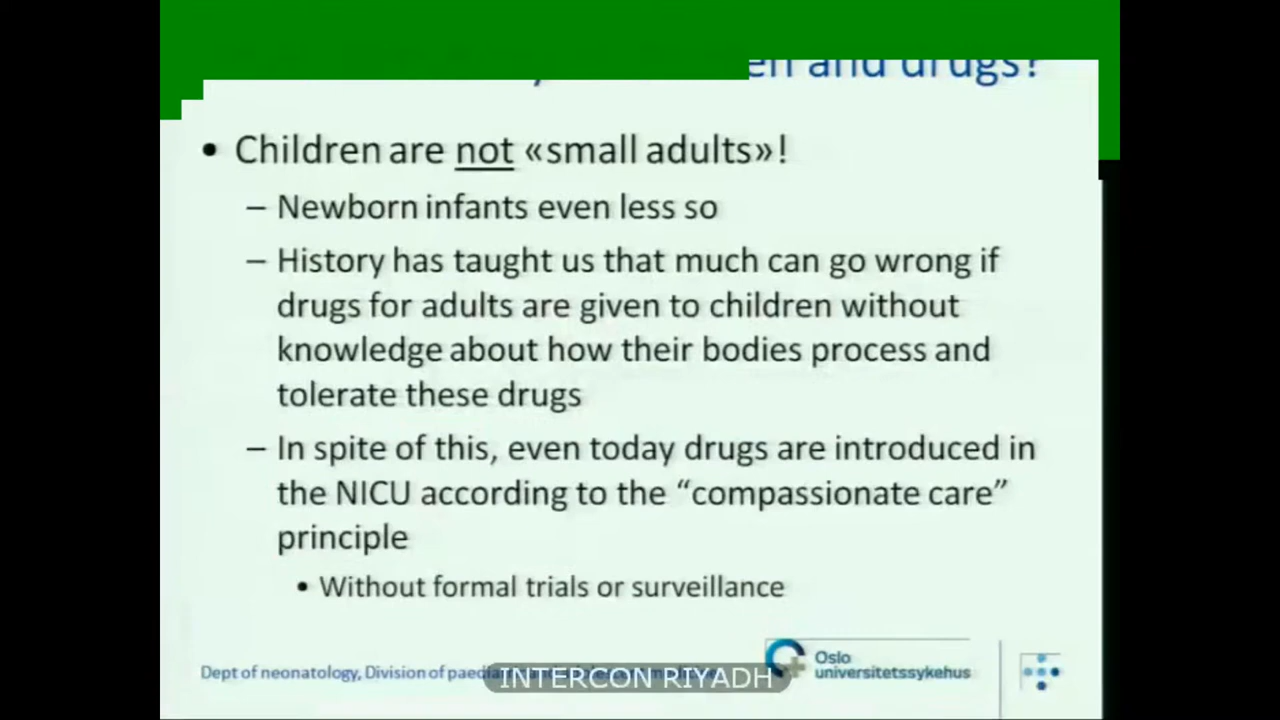 and drugs?
• Children are not «small adults»!
– Newborn infants even less so
– History has taught us that much can go wrong if
drugs for adults are given to children without
knowledge about how their bodies process and
tolerate these drugs
– In spite of this, even today drugs are introduced in
the NICU according to the “compassionate care”
principle
• Without formal trials or surveillance
Dept of neonatology, Division of
INTERCON RIYADH
Oslo
universitetssykehus